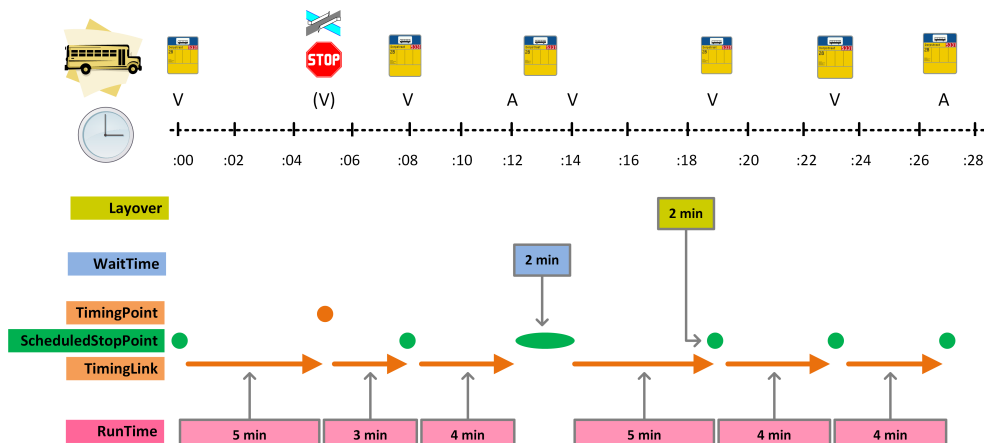 STOP
V (V) V A V V V A
:00 :02 :04 :06 :08 :10 :12 :14 :16 :18 :20 :22 :24 :26 :28
Layover
2 min
WaitTime
2 min
TimingPoint
ScheduledStopPoint
TimingLink
RunTime
5 min 3 min 4 min 5 min 4 min 4 min